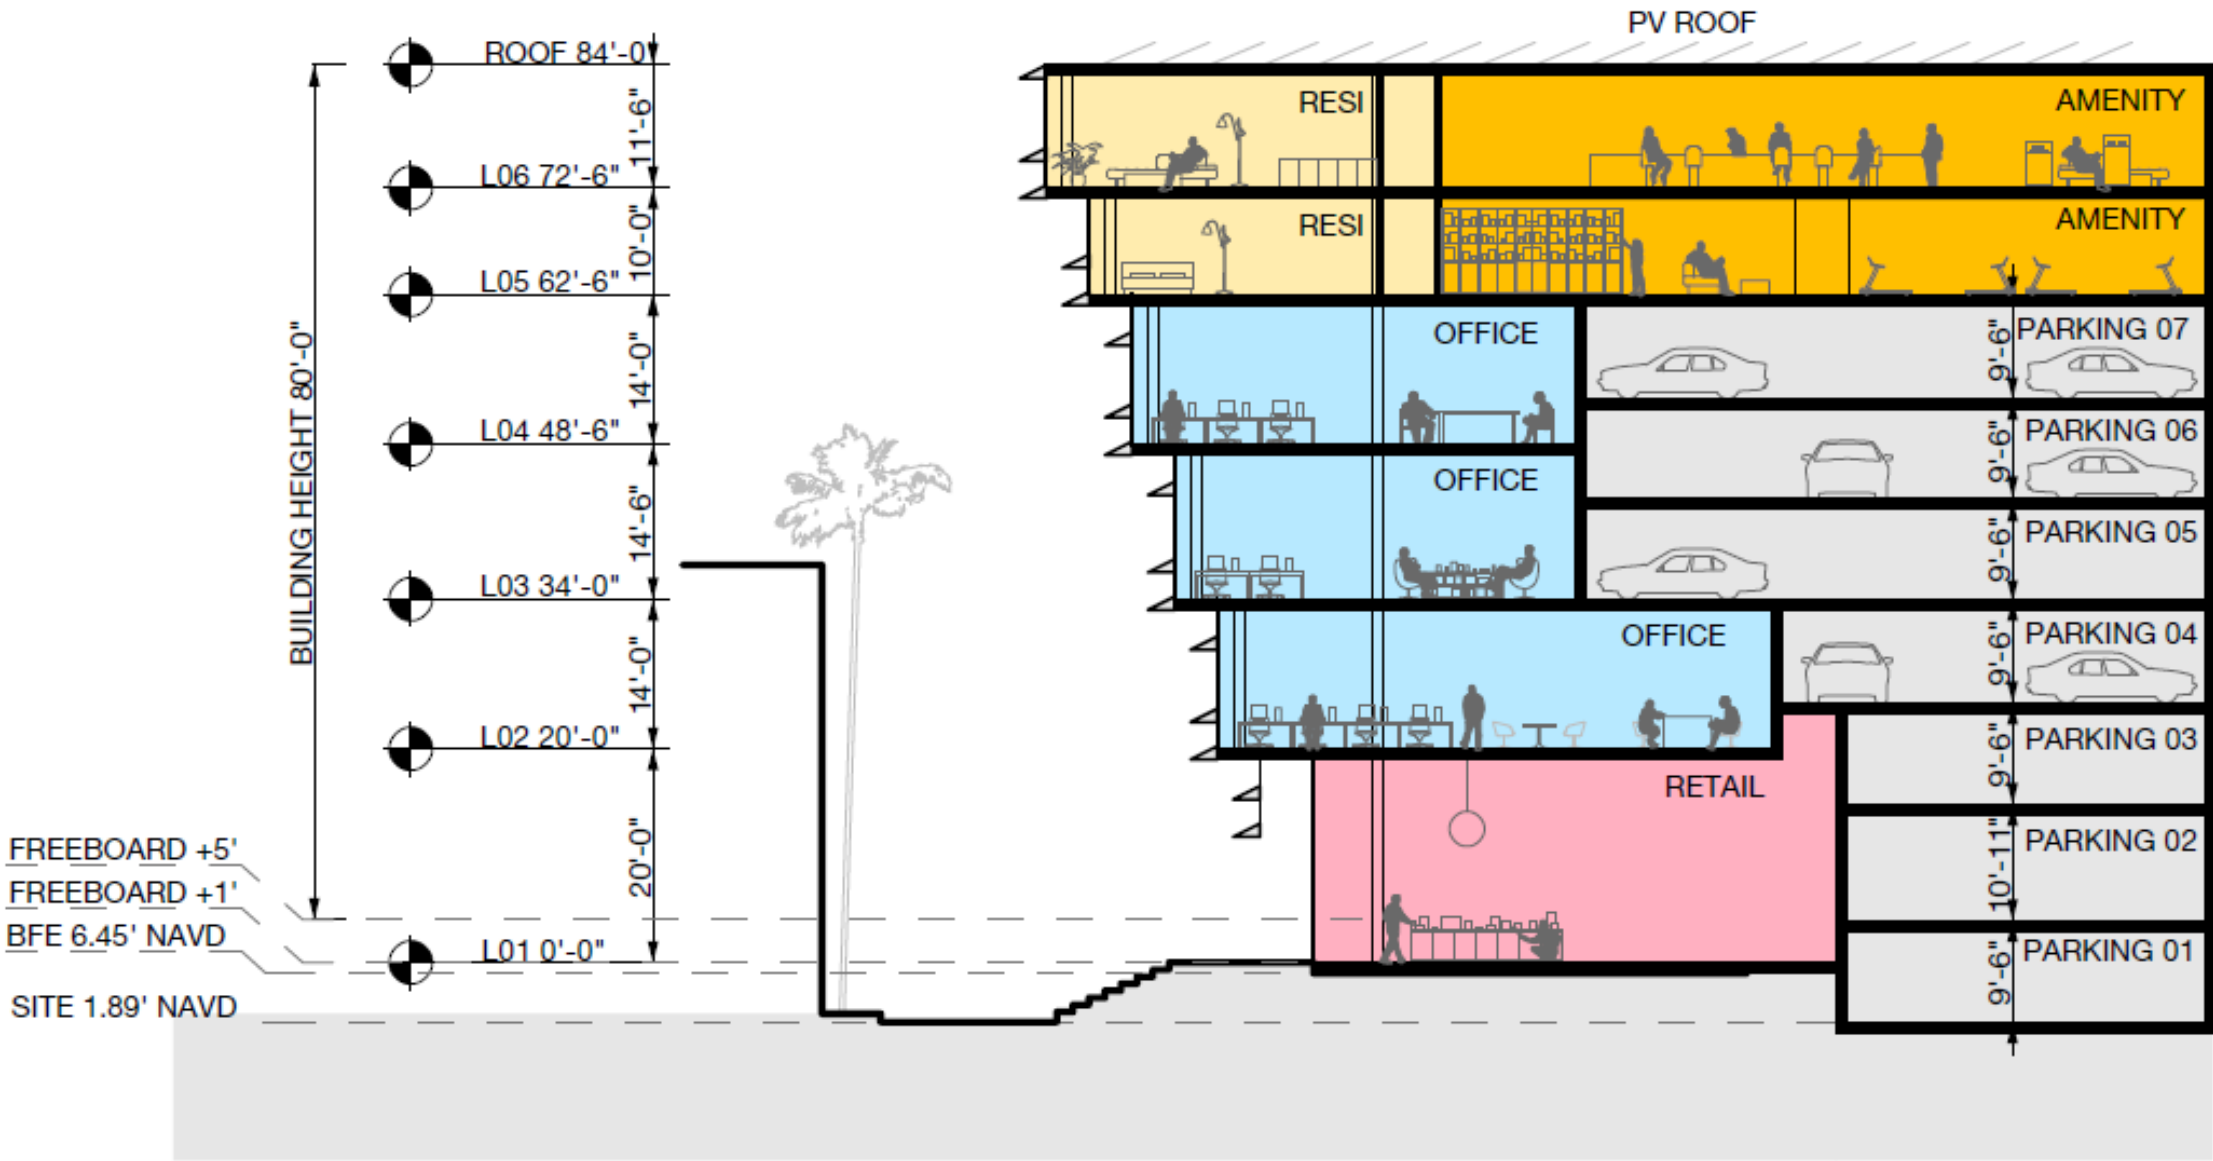 PV ROOF
ROOF 84'-0
11'-6"
L06 72'-6"
10'-0"
L05 62'-6"
14'-0"
L04 48'-6"
14'-6"
L03 34'-0"
14'-0"
L02 20'-0"
20'-0"
L01 0'-0"
BUILDING HEIGHT 80'-0"
FREEBOARD +5'
FREEBOARD +1'
BFE 6.45' NAVD
SITE 1.89' NAVD
RESI
AMENITY
RESI
AMENITY
OFFICE
9'-6"
PARKING 07
9'-6"
PARKING 06
OFFICE
9'-6"
PARKING 05
OFFICE
9'-6"
PARKING 04
9'-6"
PARKING 03
RETAIL
10'-11"
PARKING 02
9'-6"
PARKING 01